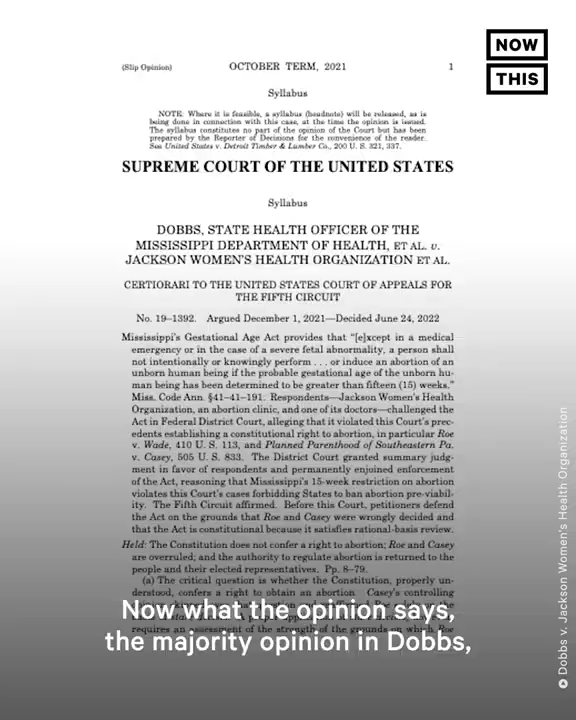 NOW
THIS
(Slip Opinion)
OCTOBER TERM, 2021
1
Syllabus
NOTE: Where it is feasible, a syllabus (headnote) will be released, as is
being done in connection with this case, at the time the opinion is issued.
The syllabus constitutes no part of the opinion of the Court but has been
prepared by the Reporter of Decisions for the convenience of the reader.
See United States v. Detroit Timber & Lumber Co., 200 U. S. 321, 337.
SUPREME COURT OF THE UNITED STATES
Syllabus
DOBBS, STATE HEALTH OFFICER OF THE
MISSISSIPPI DEPARTMENT OF HEALTH, ET AL. v.
JACKSON WOMEN'S HEALTH ORGANIZATION ET AL.
CERTIORARI TO THE UNITED STATES COURT OF APPEALS FOR
THE FIFTH CIRCUIT
No. 19–1392. Argued December 1, 2021—Decided June 24, 2022
Mississippi's Gestational Age Act provides that "[e]xcept in a medical
emergency or in the case of a severe fetal abnormality, a person shall
not intentionally or knowingly perform . . . or induce an abortion of an
unborn human being if the probable gestational age of the unborn hu-
man being has been determined to be greater than fifteen (15) weeks."
Miss. Code Ann. §41–41–191. Respondents—Jackson Women's Health
Organization, an abortion clinic, and one of its doctors—challenged the
Act in Federal District Court, alleging that it violated this Court's prec-
edents establishing a constitutional right to abortion, in particular Roe
v. Wade, 410 U. S. 113, and Planned Parenthood of Southeastern Pa.
v. Casey, 505 U. S. 833. The District Court granted summary judg-
ment in favor of respondents and permanently enjoined enforcement
of the Act, reasoning that Mississippi's 15-week restriction on abortion
violates this Court's cases forbidding States to ban abortion pre-viabil-
ity. The Fifth Circuit affirmed. Before this Court, petitioners defend
the Act on the grounds that Roe and Casey were wrongly decided and
that the Act is constitutional because it satisfies rational-basis review.
Held: The Constitution does not confer a right to abortion; Roe and Casey
are overruled; and the authority to regulate abortion is returned to the
people and their elected representatives. Pp. 8–79.
(a) The critical question is whether the Constitution, properly un-
derstood, confers a right to obtain an abortion. Casey's controlling
requires an assessment of the strength of the grounds on which Roe
Now what the opinion says,
the majority opinion in Dobbs,
© Dobbs v. Jackson Women's Health Organization